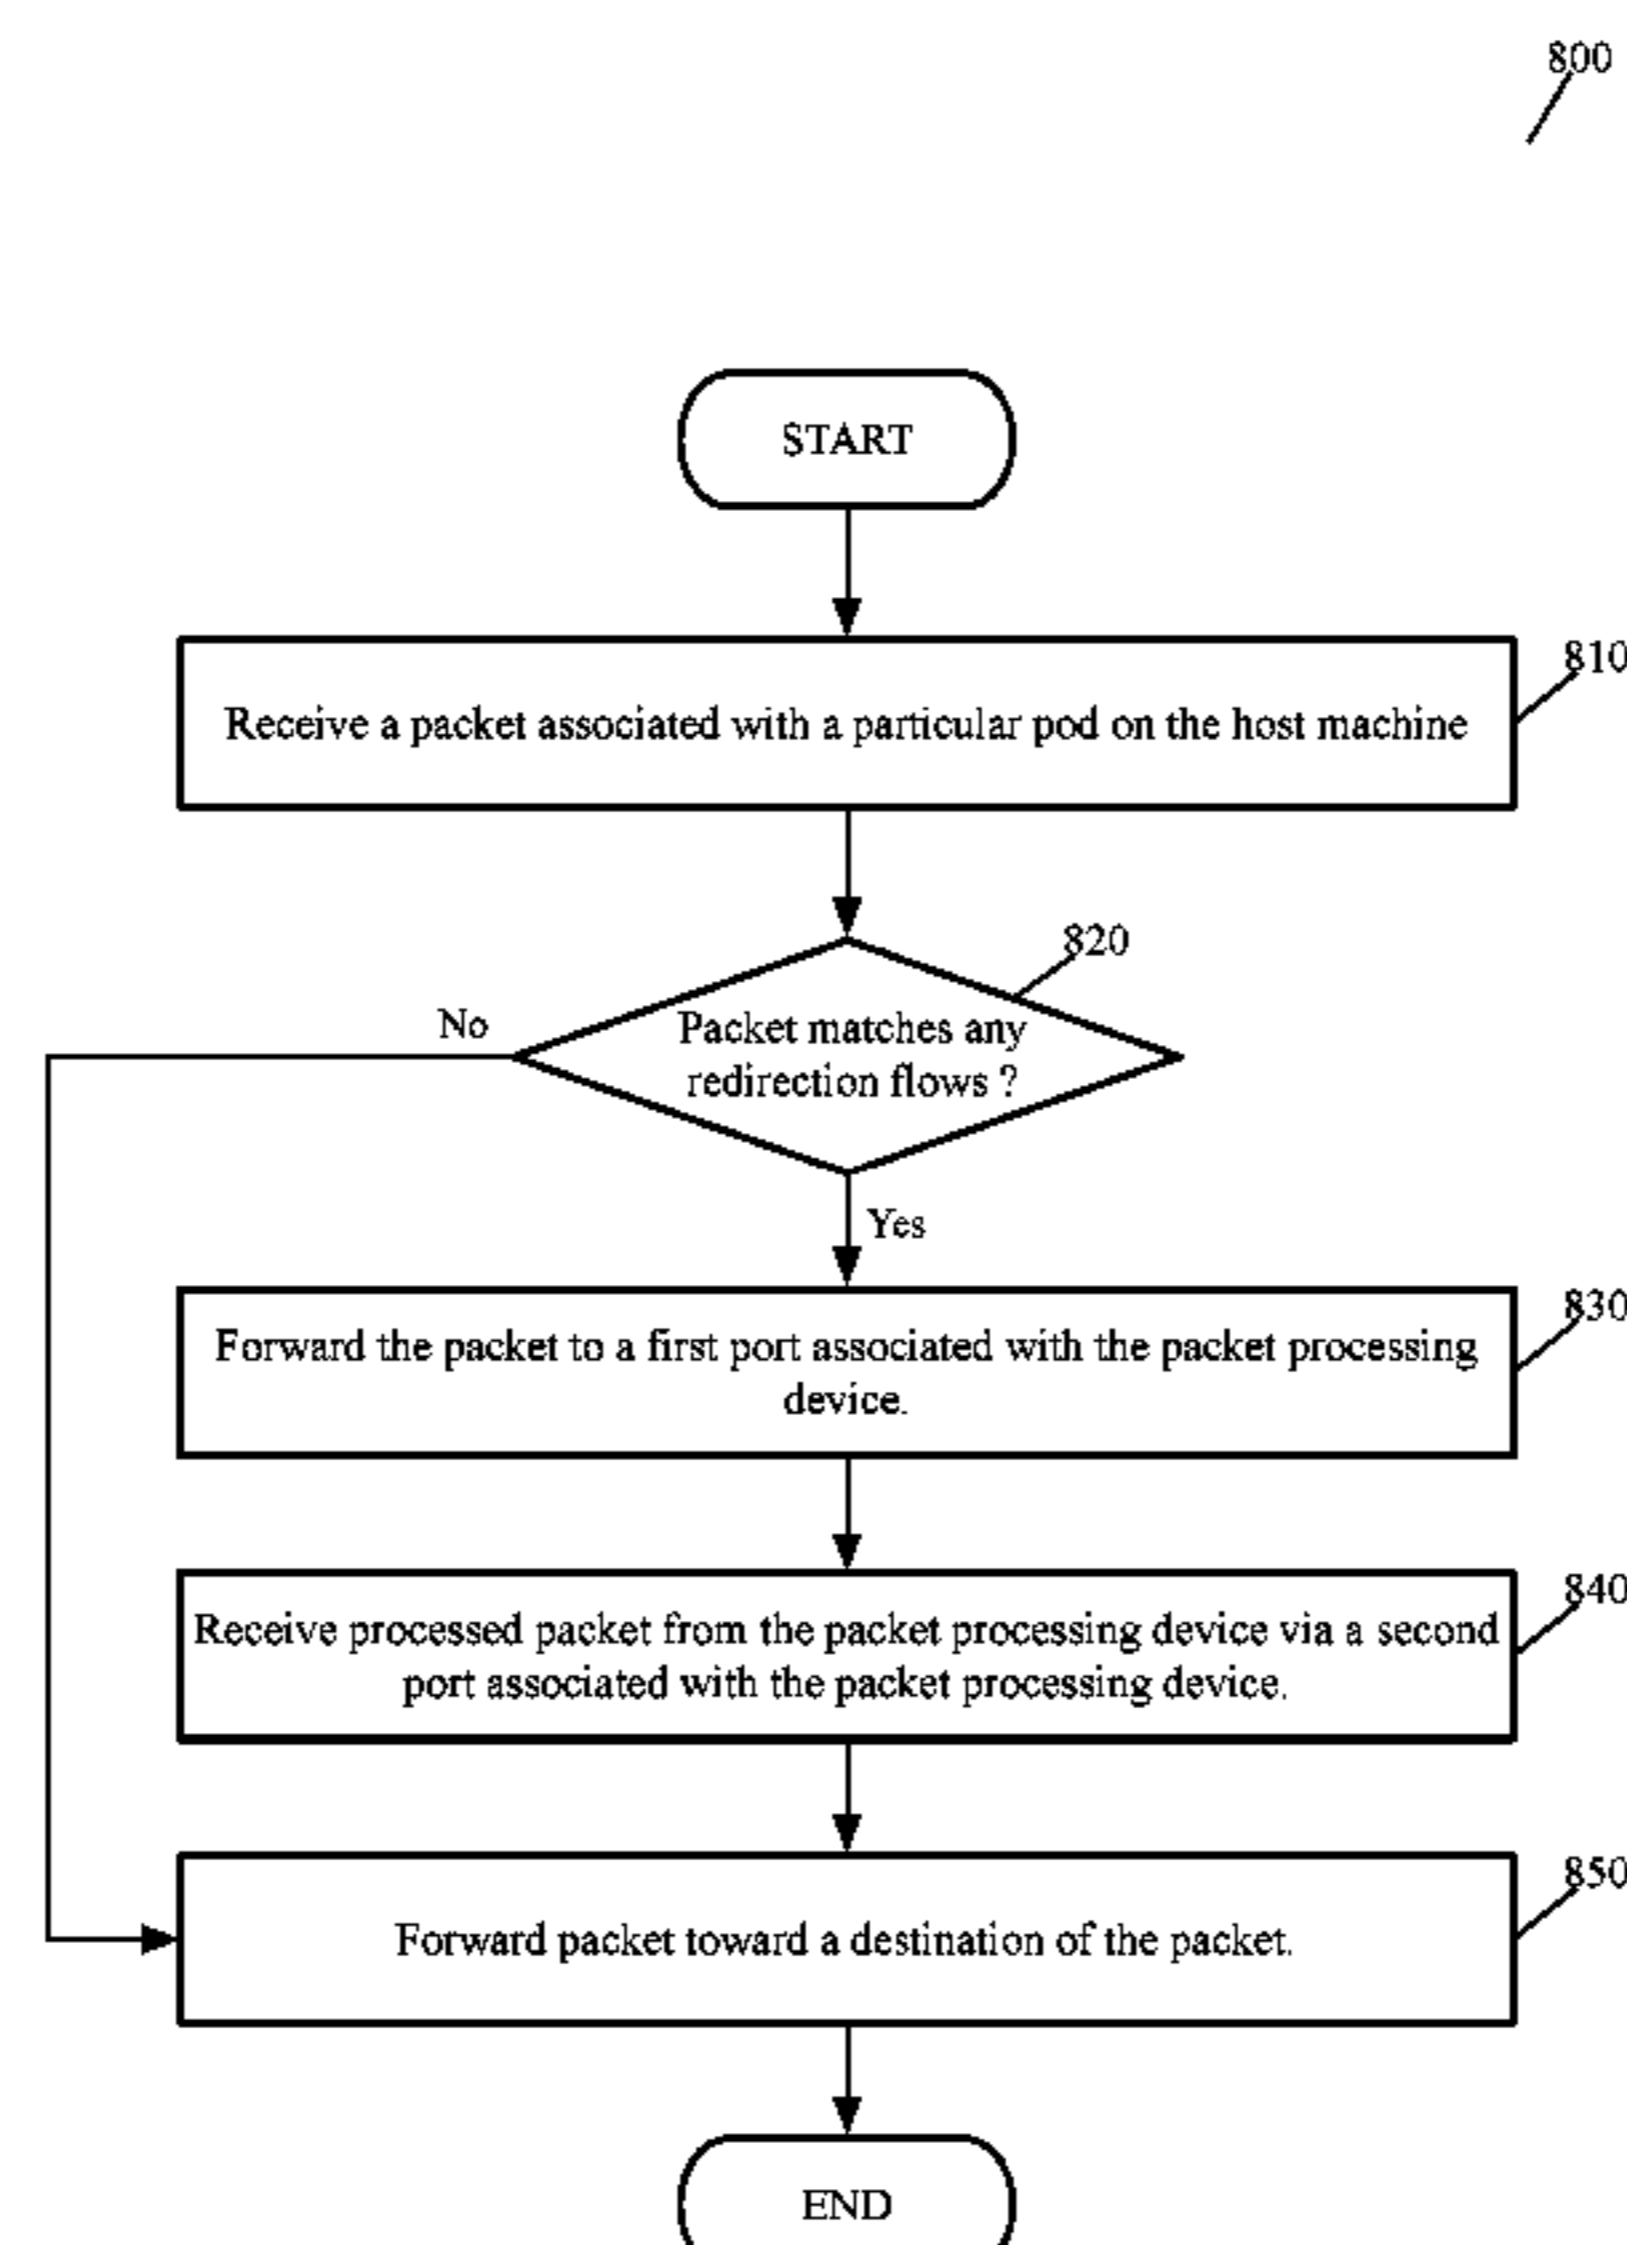 800
START
810
Receive a packet associated with a particular pod on the host machine
820
No
Packet matches any
redirection flows ?
Yes
830
Forward the packet to a first port associated with the packet processing
device.
840
Receive processed packet from the packet processing device via a second
port associated with the packet processing device.
850
Forward packet toward a destination of the packet.
END